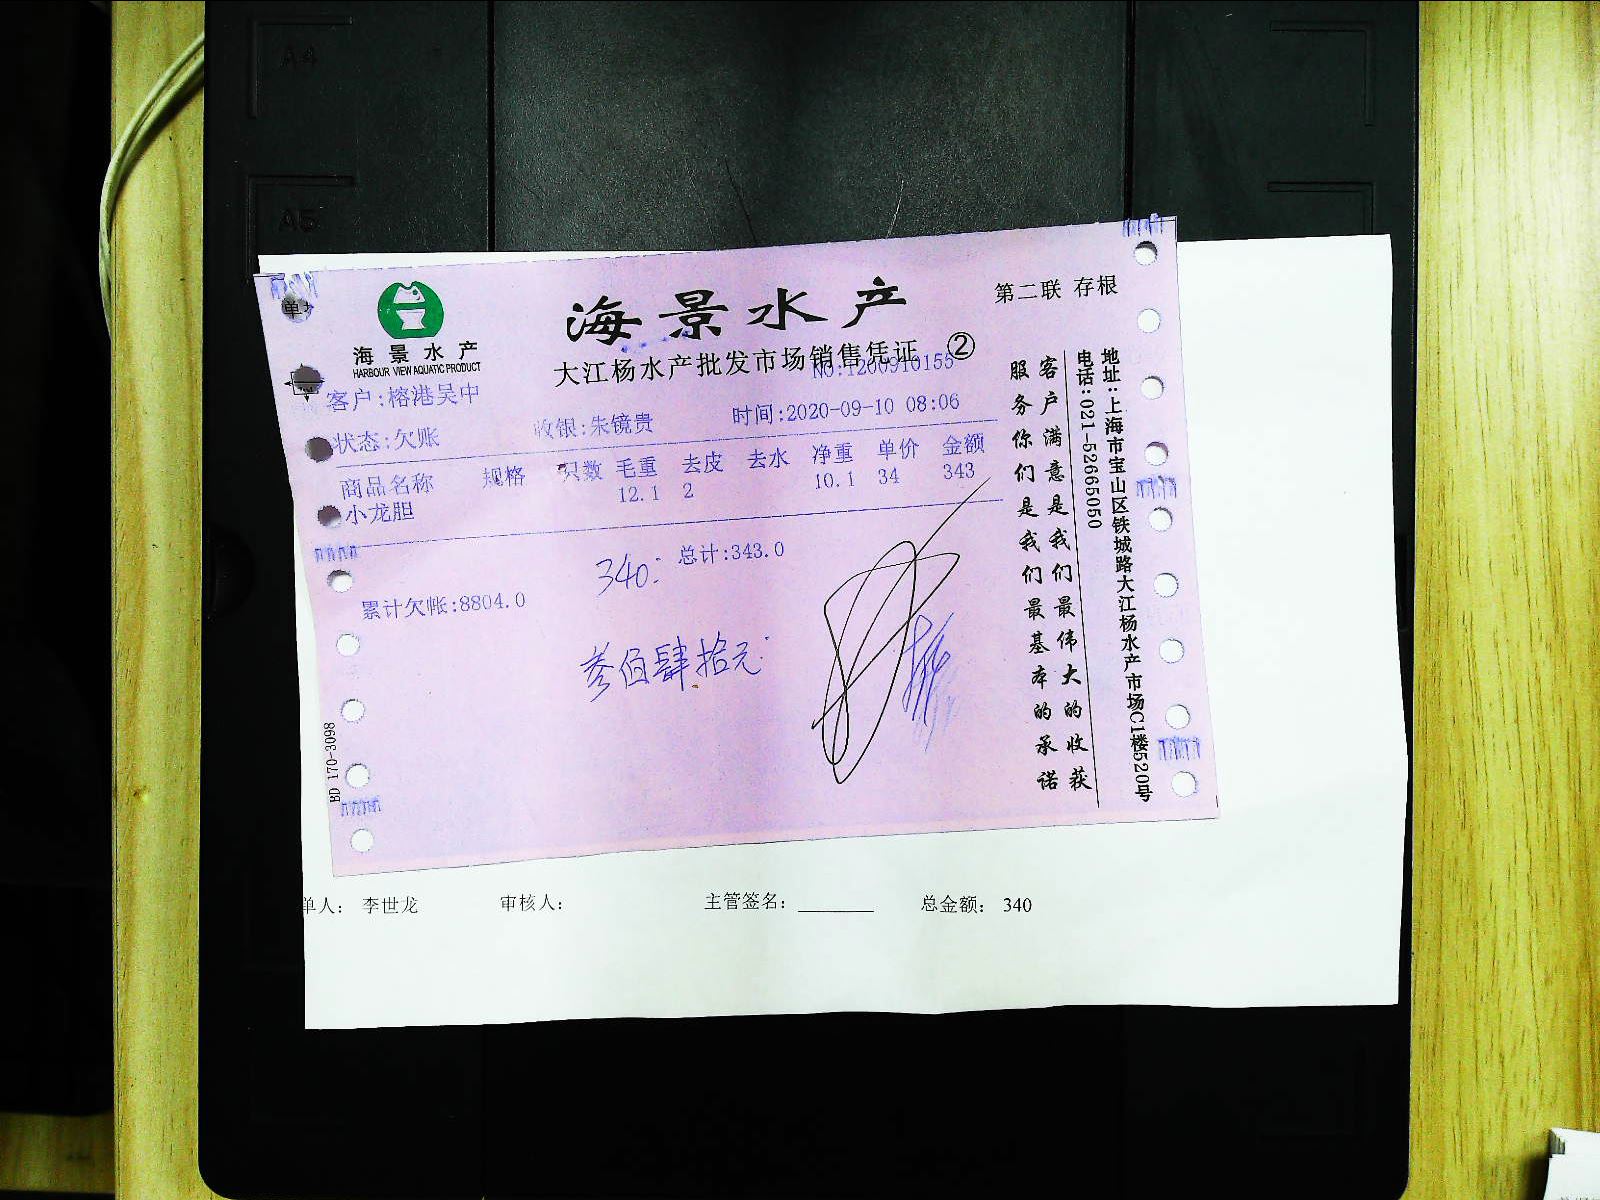 A4
A5
第二联 存根
海景水产
海景水产
HARBOUR VIEW AQUATIC PRODUCT
大江杨水产批发市场销售凭证 ②
NO:1200910155
客户:榕港吴中
状态:欠账 收银:朱镜贵 时间:2020-09-10 08:06
商品名称 规格 只数 毛重 去皮 去水 净重 单价 金额
小龙胆 12.1 2 10.1 34 343
340. 总计:343.0
累计欠帐:8804.0
叁佰肆拾元
客户满意是我们最伟大的收获
服务你们是我们最基本的承诺
地址:上海市宝山区铁城路大江杨水产市场C1楼520号
电话:021-52665050
BD 170-3098
单人: 李世龙 审核人: 主管签名: 总金额: 340